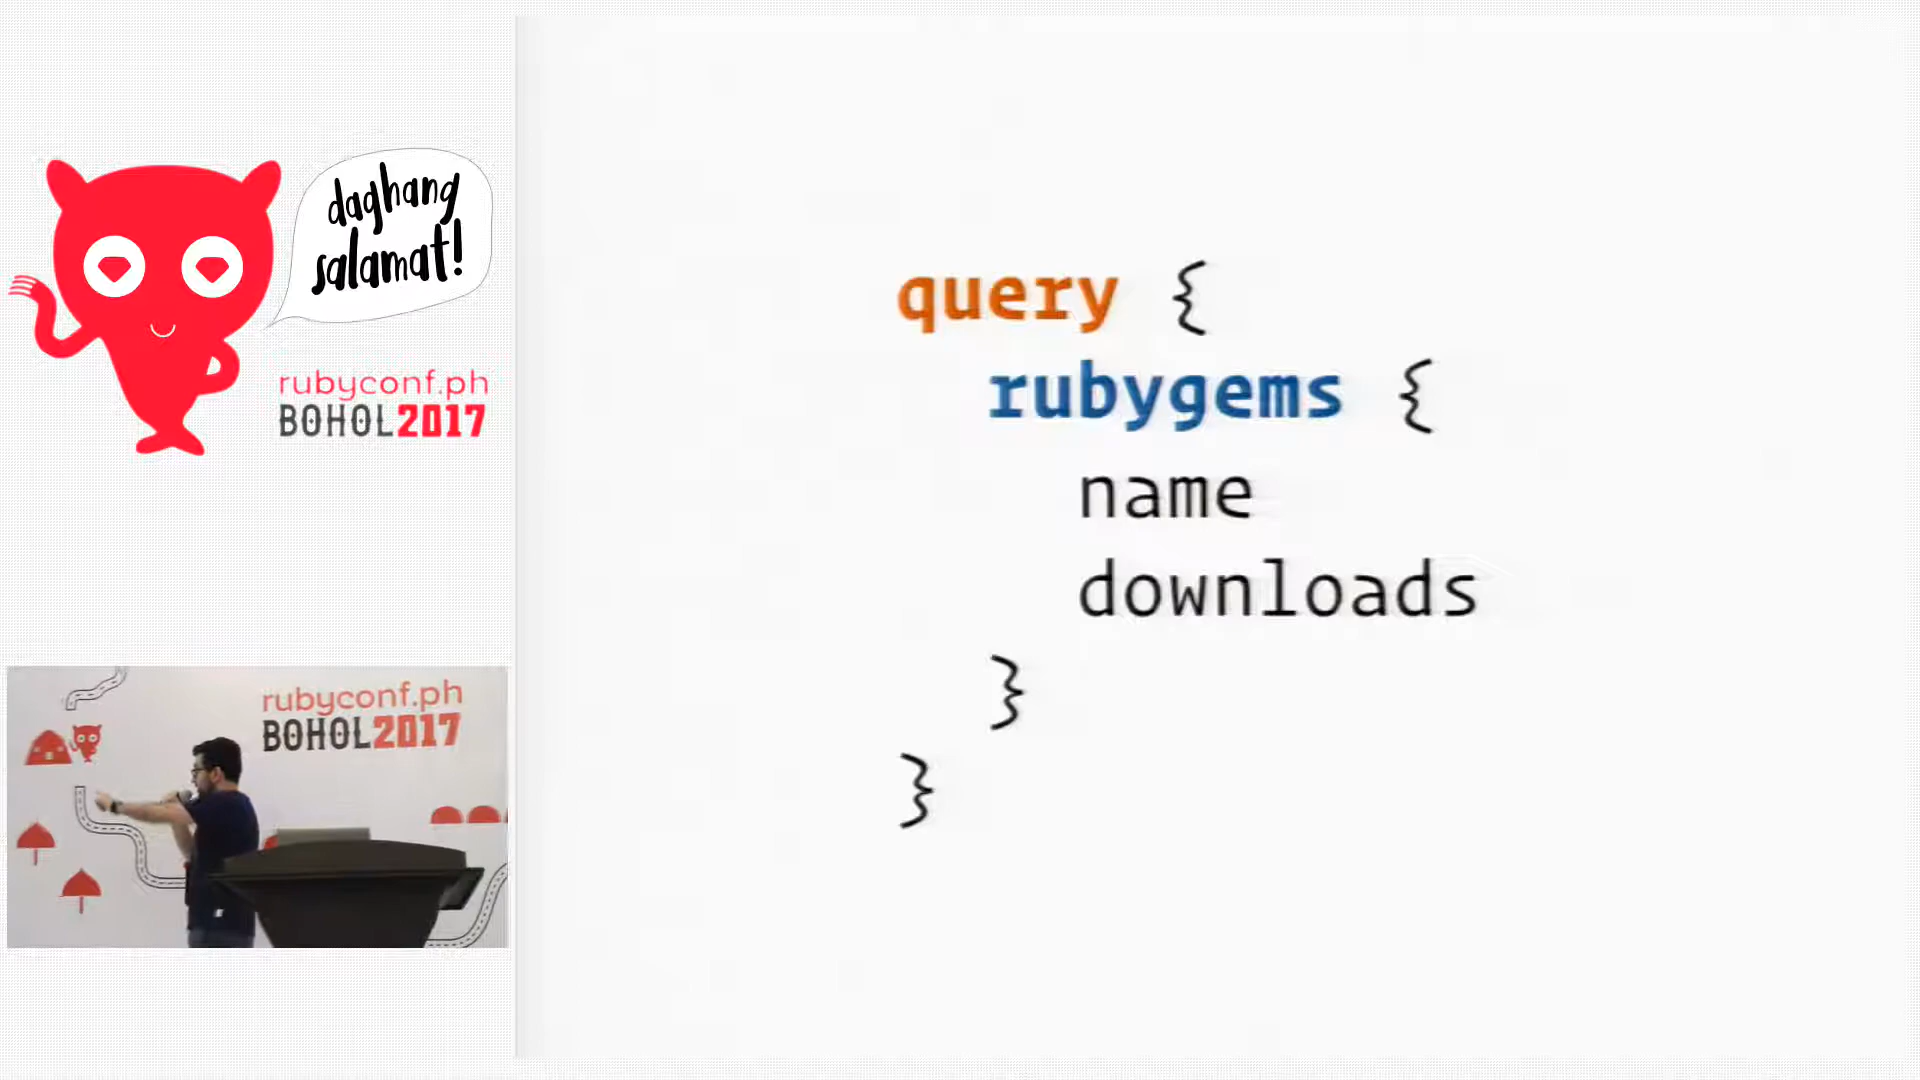 daghang
salamat!
rubyconf.ph
BOHOL2017
query {
rubygems {
name
downloads
}
}
rubyconf.ph
BOHOL2017